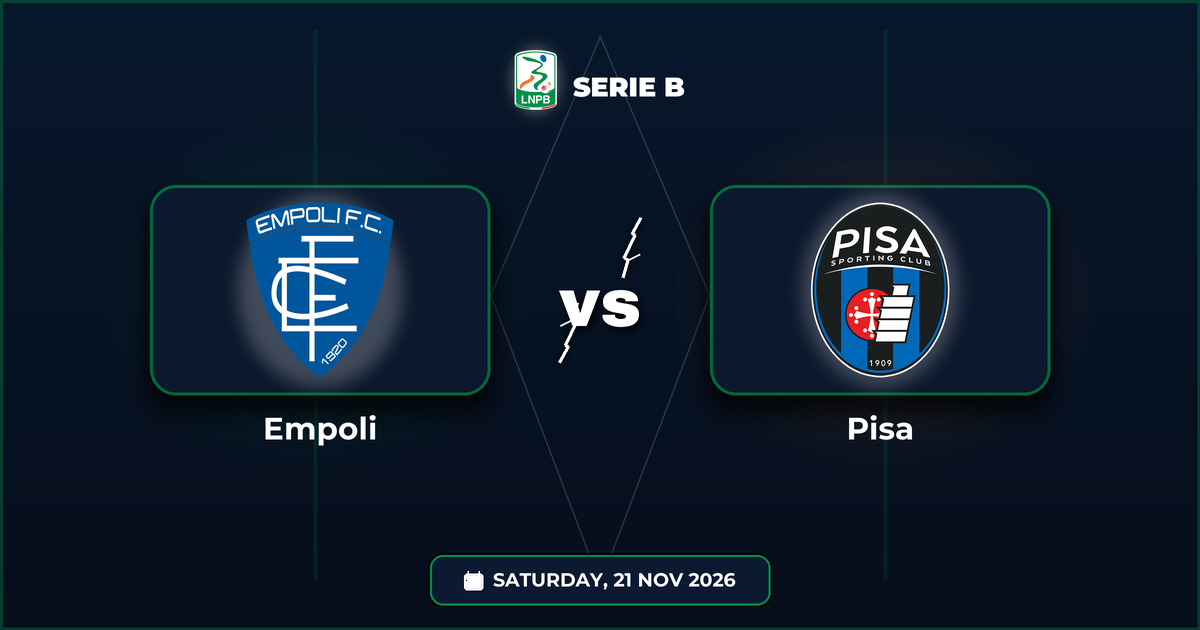 LNPB
SERIE B
EMPOLI F.C.
1920
PISA
SPORTING CLUB
1909
VS
Empoli
Pisa
SATURDAY, 21 NOV 2026